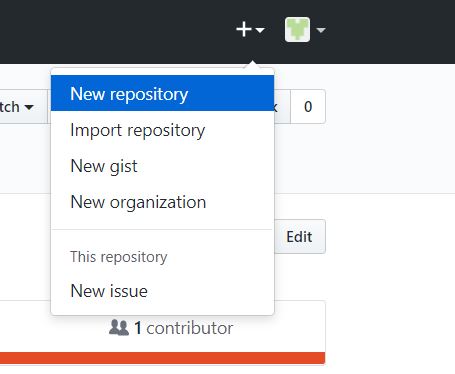 New repository
tch
k
0
Import repository
New gist
New organization
Edit
This repository
New issue
1 contributor